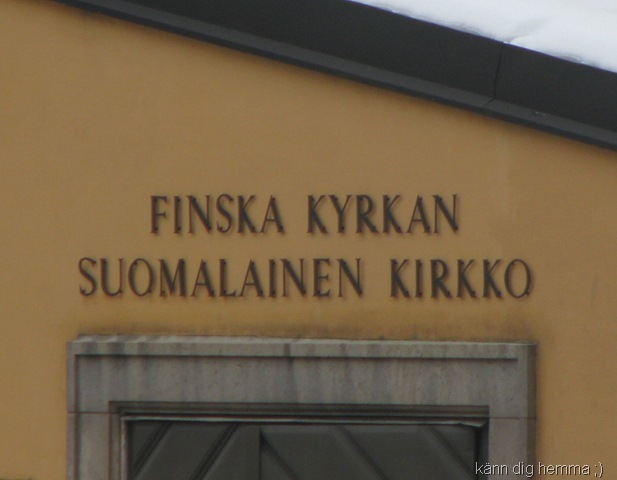 FINSKA KYRKAN
SUOMALAINEN KIRKKO
känn dig hemma ;)